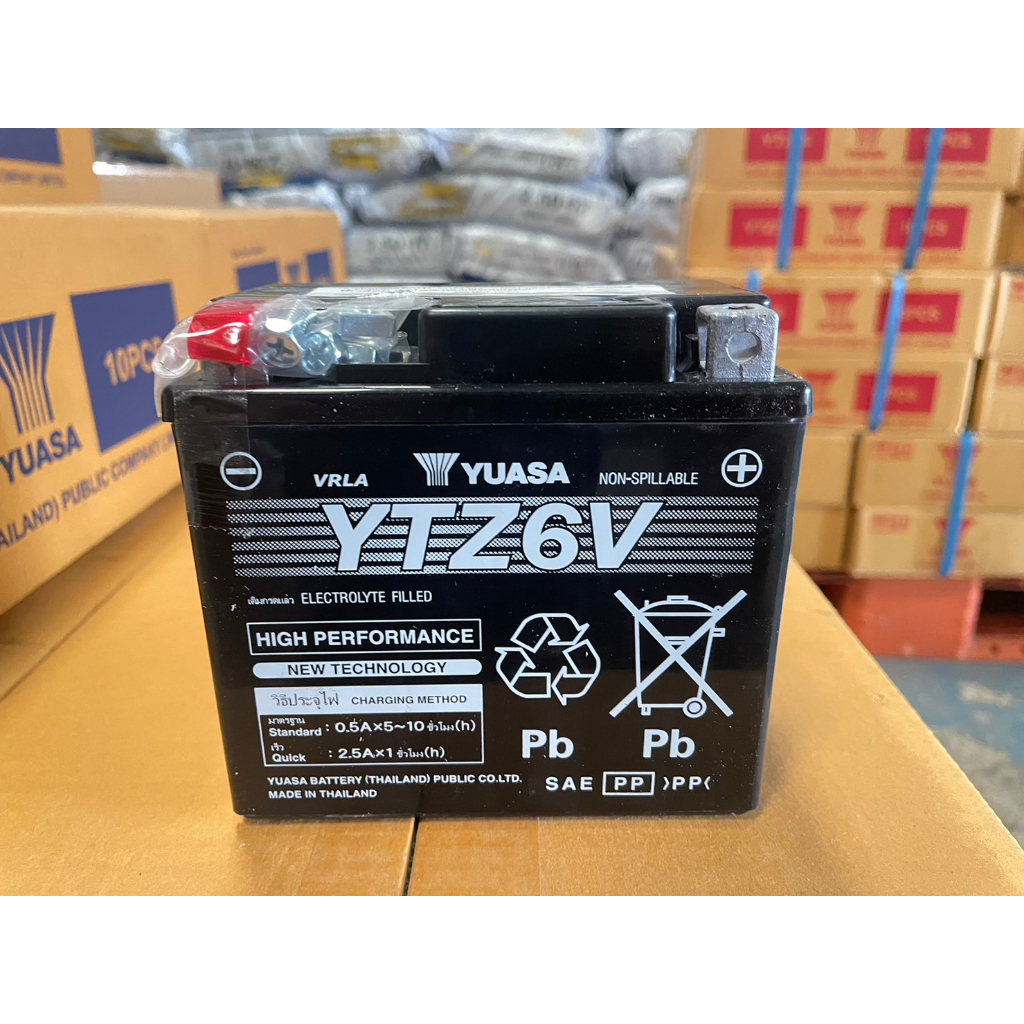 10PCS
YUASA
VRLA
YUASA
NON-SPILLABLE
YTZ6V
เติมกรดแล้ว ELECTROLYTE FILLED
HIGH PERFORMANCE
NEW TECHNOLOGY
วิธีประจุไฟ CHARGING METHOD
มาตรฐาน
Standard : 0.5A×5~10 ชั่วโมง(h)
เร็ว
Quick : 2.5A×1 ชั่วโมง(h)
YUASA BATTERY (THAILAND) PUBLIC CO.LTD.
MADE IN THAILAND
Pb
Pb
SAE PP >PP<
YUASA